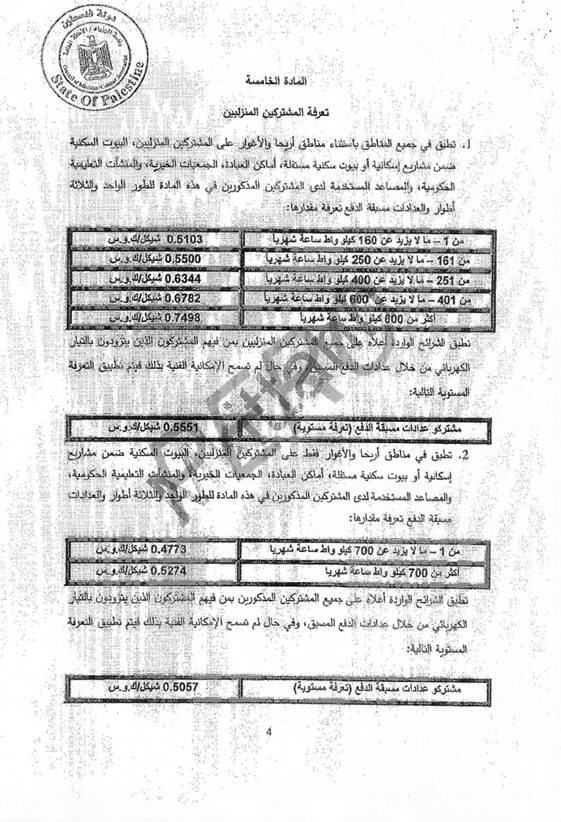 دولة فلسطين
State Of Palestine
المادة الخامسة
تعرفة المشتركين المنزليين
1. تطبق في جميع المناطق باستثناء مناطق أريحا والأغوار على المشتركين المنزليين، البيوت السكنية
ضمن مشاريع إسكانية أو بيوت سكنية مستقلة، أماكن العبادة، الجمعيات الخيرية، والمنشآت التعليمية
الحكومية، والمصاعد المستخدمة لدى المشتركين المذكورين في هذه المادة للطور الواحد والثلاثة
أطوار والعدادات مسبقة الدفع تعرفة مقدارها:
من 1 – ما لا يزيد عن 160 كيلو واط ساعة شهريا 0.5103 شيكل/ك.و.س
من 161 – ما لا يزيد عن 250 كيلو واط ساعة شهريا 0.5500 شيكل/ك.و.س
من 251 – ما لا يزيد عن 400 كيلو واط ساعة شهريا 0.6344 شيكل/ك.و.س
من 401 – ما لا يزيد عن 600 كيلو واط ساعة شهريا 0.6782 شيكل/ك.و.س
أكثر من 600 كيلو واط ساعة شهريا 0.7498 شيكل/ك.و.س
تطبق الشرائح الواردة أعلاه على جميع المشتركين المنزليين بمن فيهم المشتركون الذين يتزودون بالتيار
الكهربائي من خلال عدادات الدفع المسبق، وفي حال لم تسمح الإمكانية الفنية بذلك فيتم تطبيق التعرفة
المستوية التالية:
مشتركو عدادات مسبقة الدفع (تعرفة مستوية) 0.5551 شيكل/ك.و.س
2. تطبق في مناطق أريحا والأغوار فقط على المشتركين المنزليين، البيوت السكنية ضمن مشاريع
إسكانية أو بيوت سكنية مستقلة، أماكن العبادة، الجمعيات الخيرية، والمنشآت التعليمية الحكومية،
والمصاعد المستخدمة لدى المشتركين المذكورين في هذه المادة للطور الواحد والثلاثة أطوار والعدادات
مسبقة الدفع تعرفة مقدارها:
من 1 – ما لا يزيد عن 700 كيلو واط ساعة شهريا 0.4773 شيكل/ك.و.س
أكثر من 700 كيلو واط ساعة شهريا 0.5274 شيكل/ك.و.س
تطبق الشرائح الواردة أعلاه على جميع المشتركين المذكورين بمن فيهم المشتركون الذين يتزودون بالتيار
الكهربائي من خلال عدادات الدفع المسبق، وفي حال لم تسمح الإمكانية الفنية بذلك فيتم تطبيق التعرفة
المستوية التالية:
مشتركو عدادات مسبقة الدفع (تعرفة مستوية) 0.5057 شيكل/ك.و.س
4